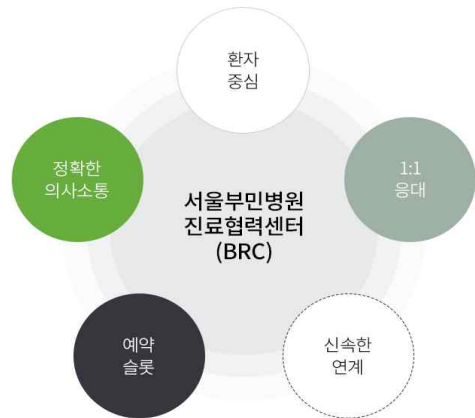 환자
중심
정확한
의사소통
1:1
응대
서울부민병원
진료협력센터
(BRC)
예약
슬롯
신속한
연계